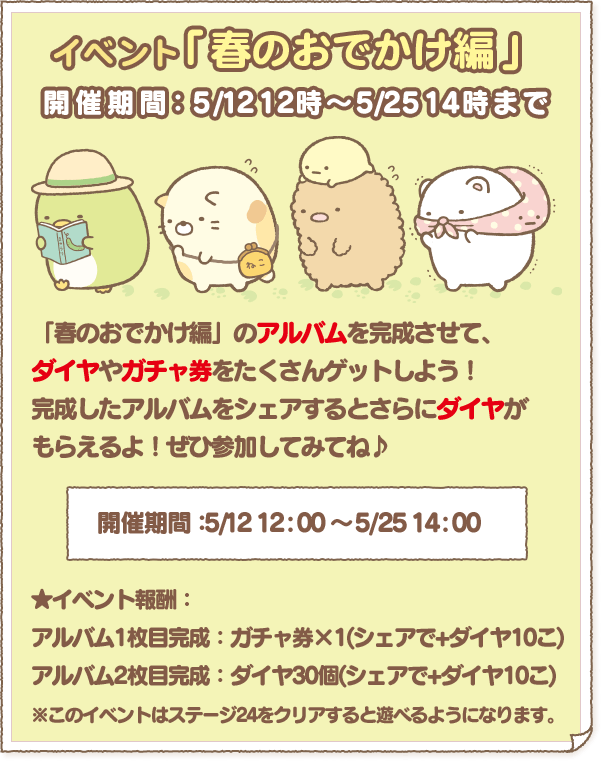 イベント「春のおでかけ編」
開催期間：5/12 12時～5/25 14時まで
ねこ
「春のおでかけ編」のアルバムを完成させて、
ダイヤやガチャ券をたくさんゲットしよう！
完成したアルバムをシェアするとさらにダイヤが
もらえるよ！ぜひ参加してみてね♪
開催期間：5/12 12：00 ～ 5/25 14：00
★イベント報酬：
アルバム1枚目完成：ガチャ券×1(シェアで+ダイヤ10こ)
アルバム2枚目完成：ダイヤ30個(シェアで+ダイヤ10こ)
※このイベントはステージ24をクリアすると遊べるようになります。